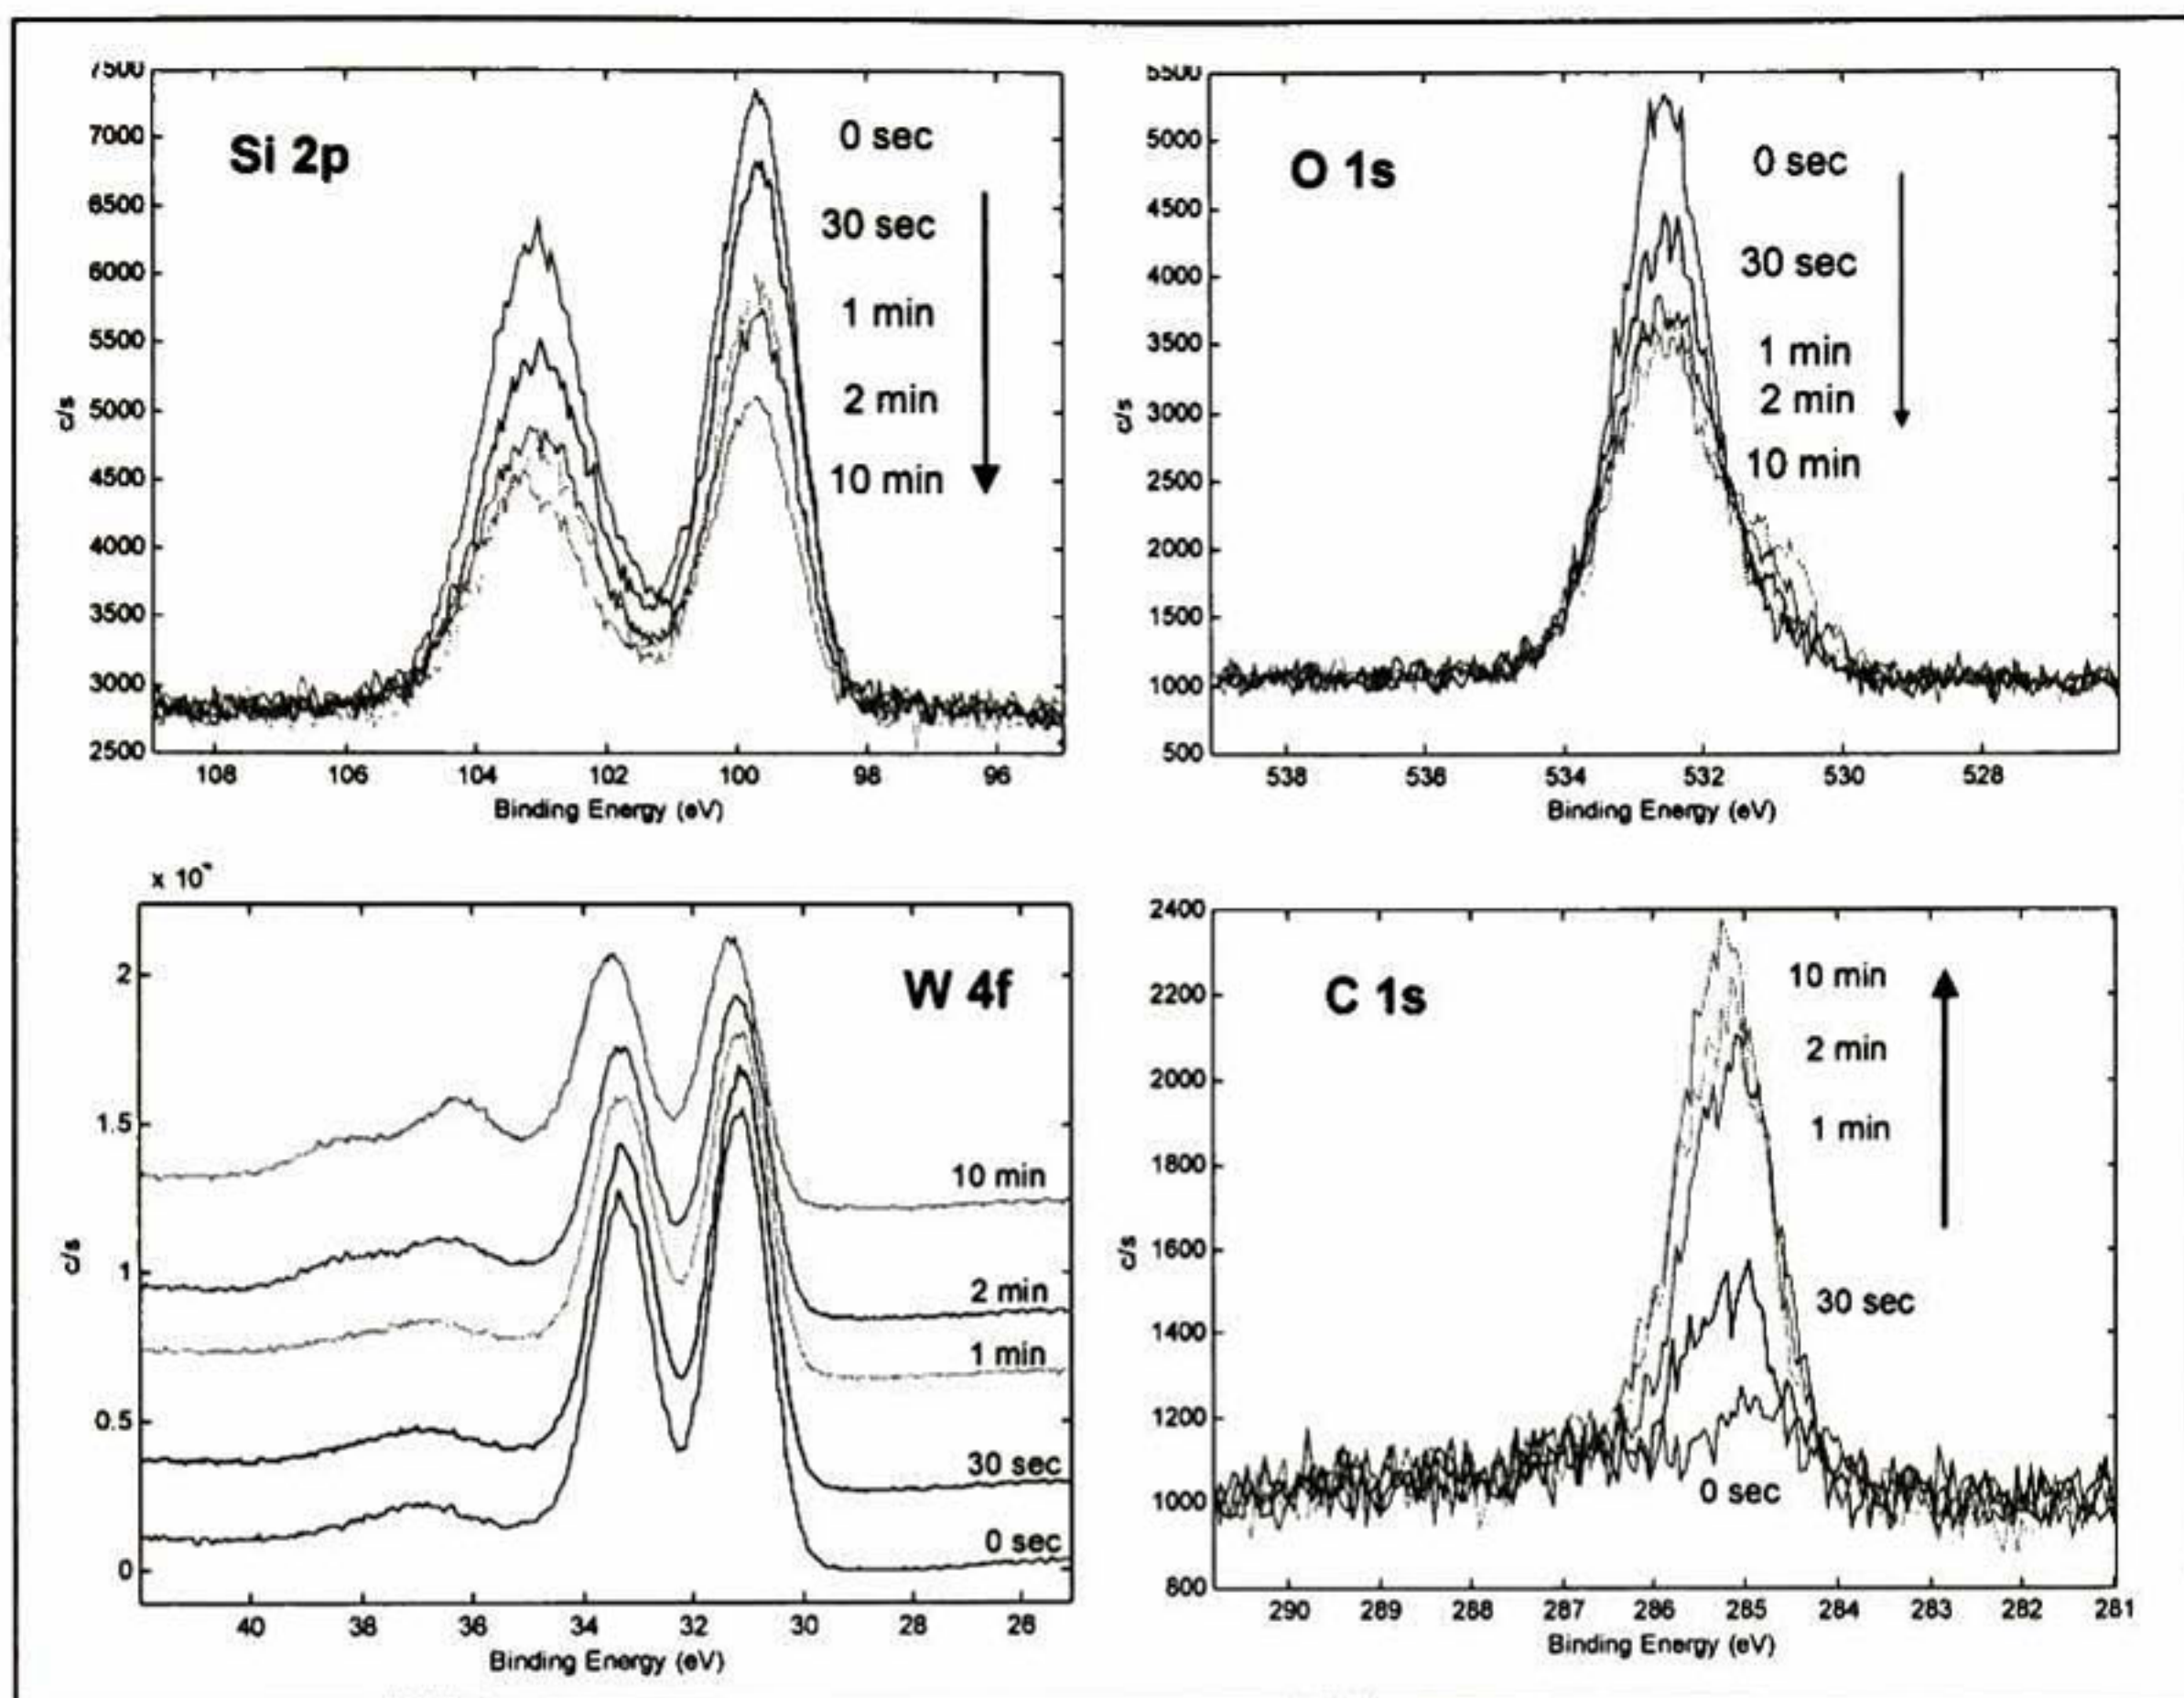 7500
7000
6500
6000
5500
5000
4500
4000
3500
3000
2500
c/s
Si 2p
0 sec
30 sec
1 min
2 min
10 min
108 106 104 102 100 98 96
Binding Energy (eV)
5500
5000
4500
4000
3500
3000
2500
2000
1500
1000
500
c/s
O 1s
0 sec
30 sec
1 min
2 min
10 min
538 538 534 532 530 528
Binding Energy (eV)
x 10
2
1.5
1
0.5
0
c/s
W 4f
10 min
2 min
1 min
30 sec
0 sec
40 38 36 34 32 30 28 26
Binding Energy (eV)
2400
2200
2000
1800
1600
1400
1200
1000
800
c/s
C 1s
10 min
2 min
1 min
30 sec
0 sec
290 289 288 287 286 285 284 283 282 281
Binding Energy (eV)